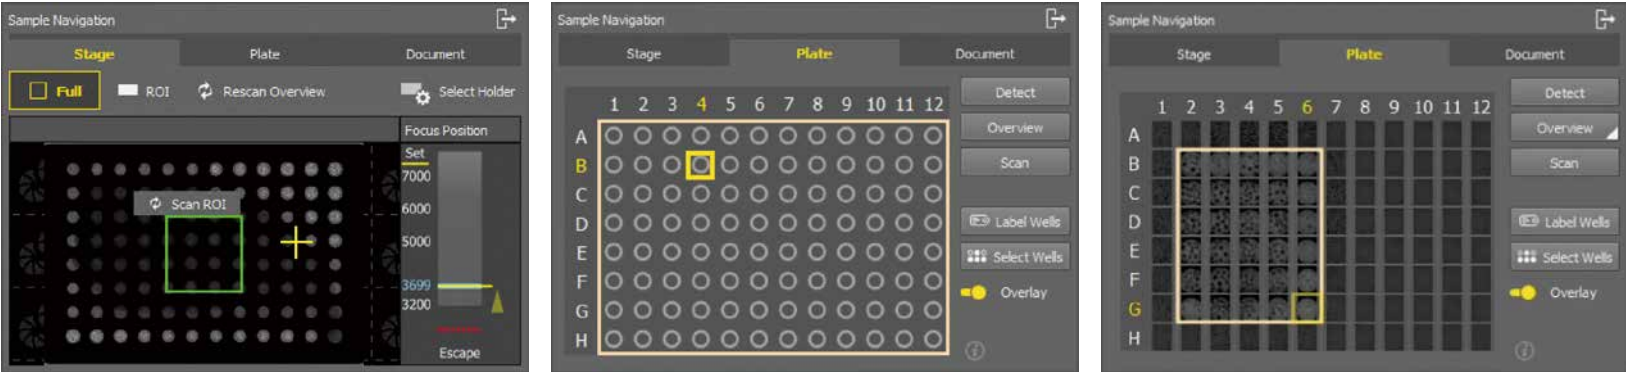 Sample Navigation
Stage Plate Document
Full ROI Rescan Overview Select Holder
Focus Position
Set
7000
Scan ROI
6000
5000
3699
3200
Escape
Sample Navigation
Stage Plate Document
Detect
1 2 3 4 5 6 7 8 9 10 11 12
Overview
A
B
Scan
C
D
Label Wells
E
Select Wells
F
Overlay
G
H
Sample Navigation
Stage Plate Document
Detect
1 2 3 4 5 6 7 8 9 10 11 12
Overview
A
B
Scan
C
D
Label Wells
E
Select Wells
F
Overlay
G
H